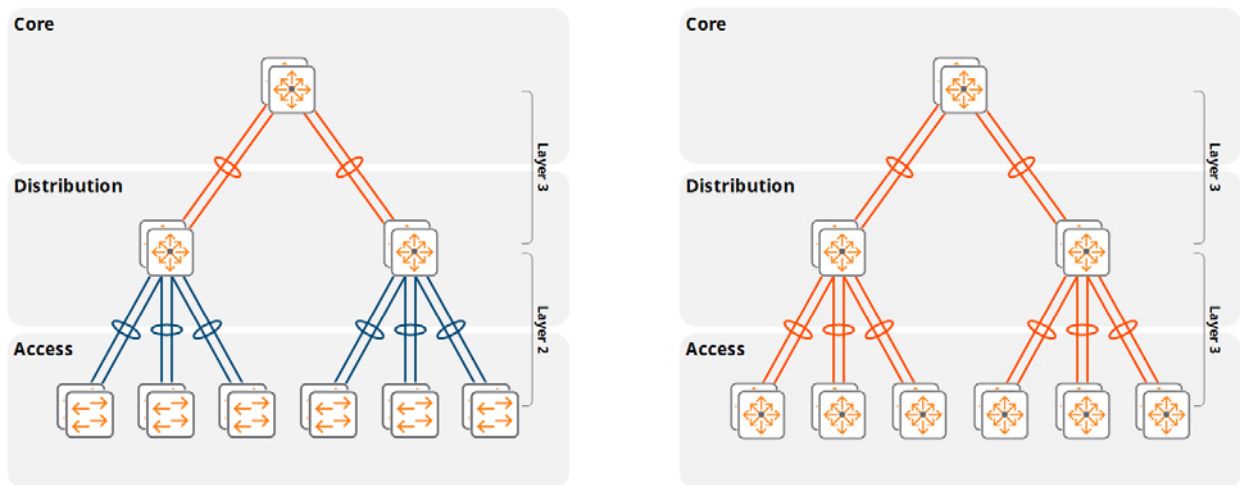 Core
Layer 3
Distribution
Layer 2
Access
Core
Layer 3
Distribution
Layer 3
Access